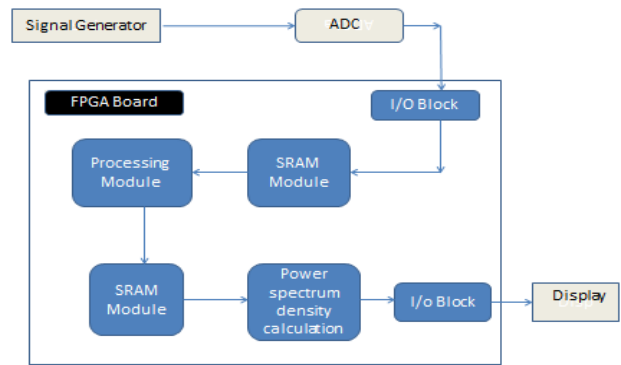 Signal Generator
ADC
FPGA Board
I/O Block
Processing
Module
SRAM
Module
SRAM
Module
Power
spectrum
density
calculation
I/o Block
Display